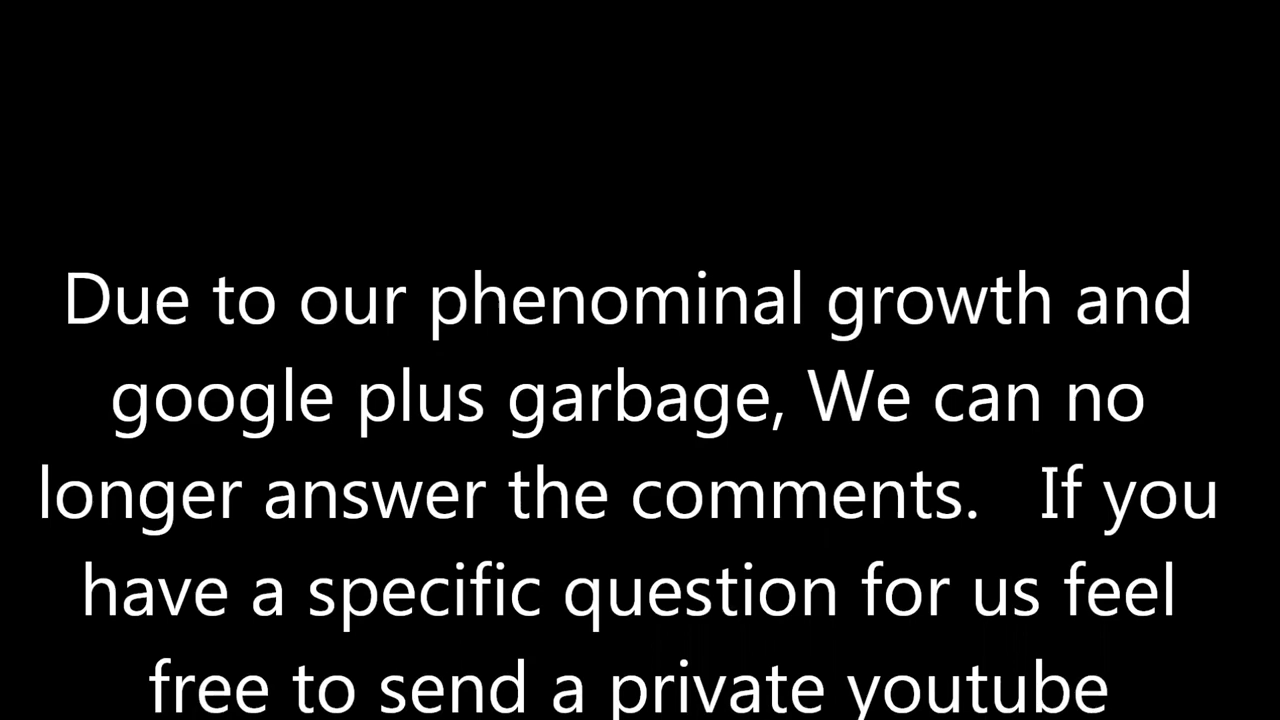 Due to our phenominal growth and
google plus garbage, We can no
longer answer the comments.   If you
have a specific question for us feel
free to send a private youtube